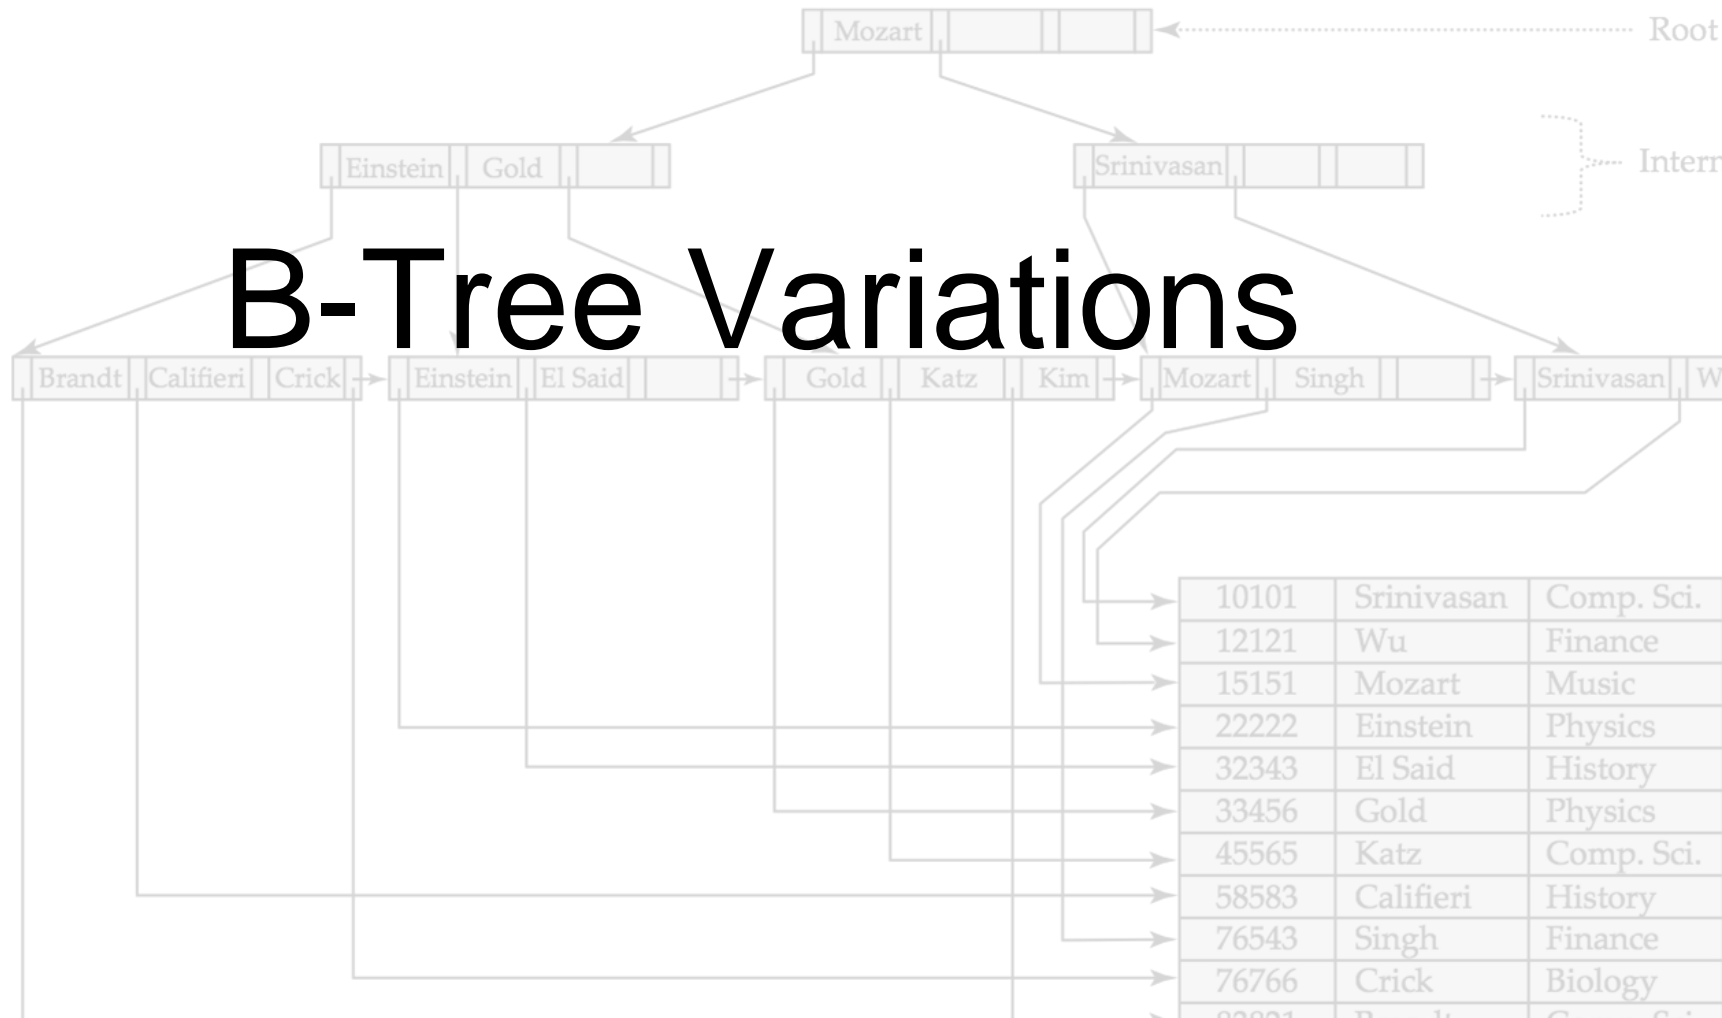 Mozart Root
Einstein Gold Srinivasan
B-Tree Variations
Brandt Califieri Crick Einstein El Said Gold Katz Kim Mozart Singh Srinivasan
10101 Srinivasan Comp. Sci.
12121 Wu Finance
15151 Mozart Music
22222 Einstein Physics
32343 El Said History
33456 Gold Physics
45565 Katz Comp. Sci.
58583 Califieri History
76543 Singh Finance
76766 Crick Biology